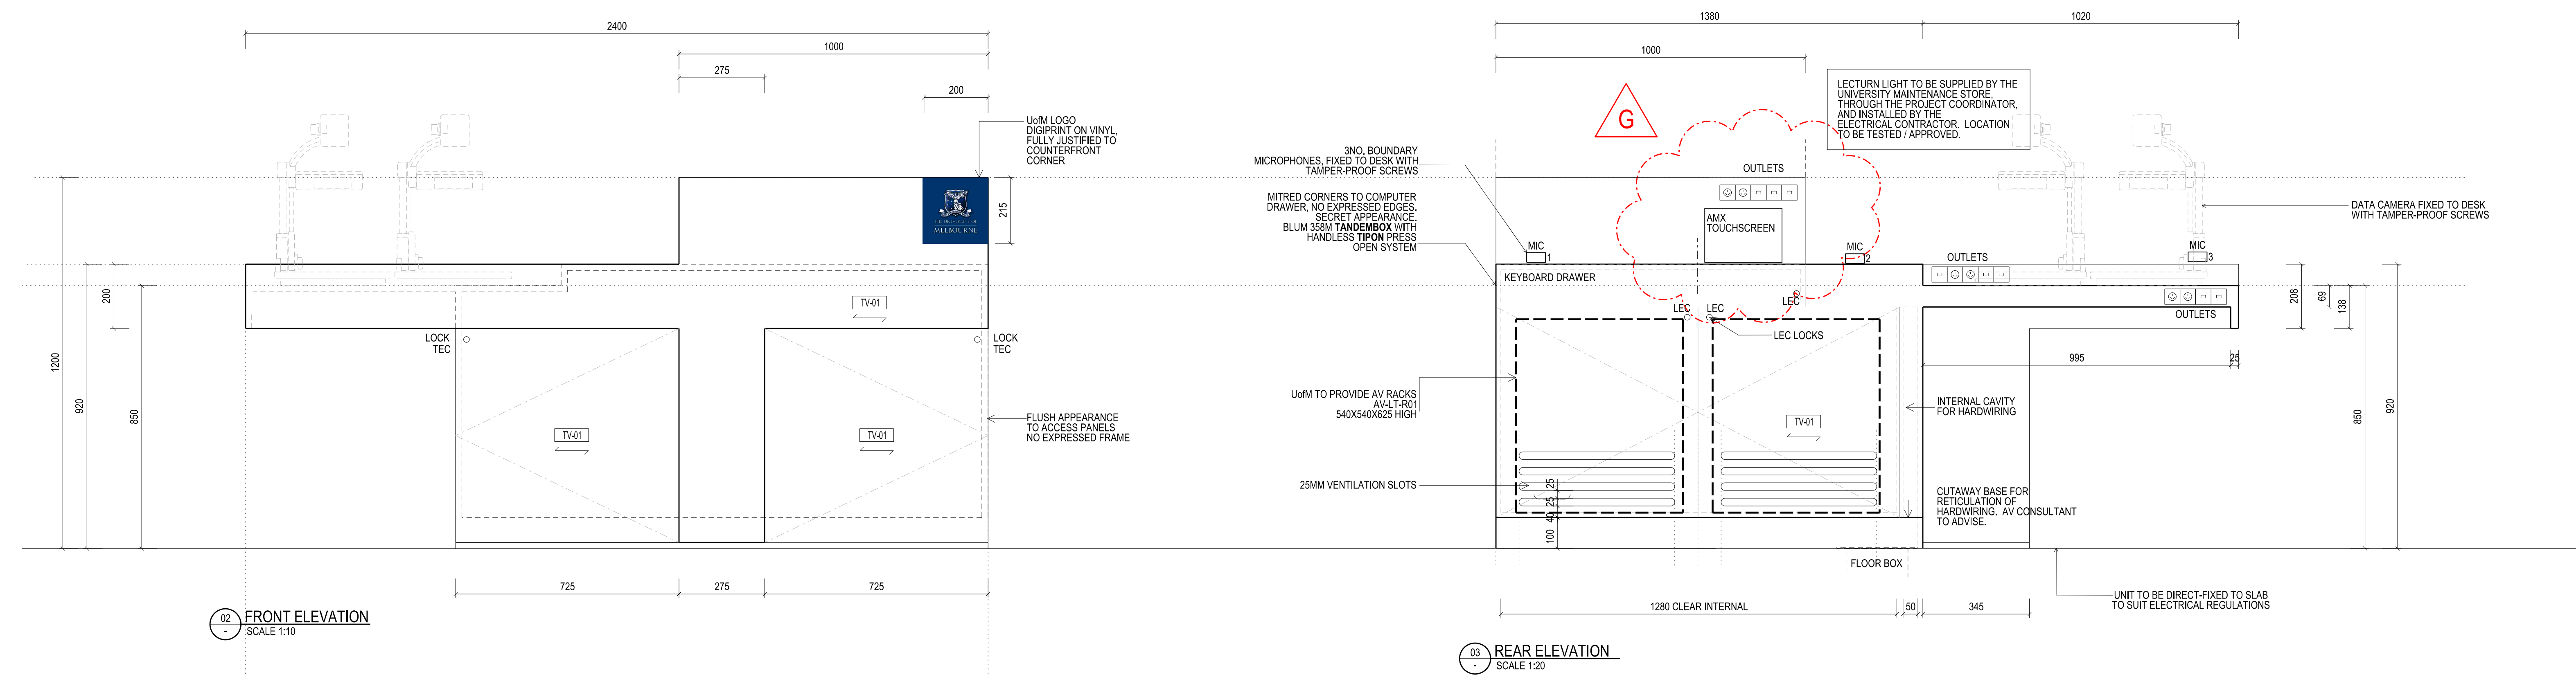 2400
1000
275
200
UofM LOGO
DIGIPRINT ON VINYL,
FULLY JUSTIFIED TO
COUNTERFRONT
CORNER
215
MELBOURNE
200
1200
920
850
TV-01
LOCK
TEC
LOCK
TEC
TV-01
TV-01
FLUSH APPEARANCE
TO ACCESS PANELS
NO EXPRESSED FRAME
725
275
725
02
-
FRONT ELEVATION
SCALE 1:10
1380
1020
1000
G
LECTURN LIGHT TO BE SUPPLIED BY THE
UNIVERSITY MAINTENANCE STORE,
THROUGH THE PROJECT COORDINATOR,
AND INSTALLED BY THE
ELECTRICAL CONTRACTOR. LOCATION
TO BE TESTED / APPROVED.
3NO. BOUNDARY
MICROPHONES, FIXED TO DESK WITH
TAMPER-PROOF SCREWS
OUTLETS
MITRED CORNERS TO COMPUTER
DRAWER, NO EXPRESSED EDGES.
SECRET APPEARANCE.
BLUM 358M TANDEMBOX WITH
HANDLESS TIPON PRESS
OPEN SYSTEM
AMX
TOUCHSCREEN
DATA CAMERA FIXED TO DESK
WITH TAMPER-PROOF SCREWS
MIC
1
MIC
2
MIC
3
OUTLETS
KEYBOARD DRAWER
LEC
LEC
LEC
LEC LOCKS
OUTLETS
208
69
138
920
850
995
25
UofM TO PROVIDE AV RACKS
AV-LT-R01
540X540X625 HIGH
TV-01
INTERNAL CAVITY
FOR HARDWIRING
25MM VENTILATION SLOTS
25
25
40
100
CUTAWAY BASE FOR
RETICULATION OF
HARDWIRING. AV CONSULTANT
TO ADVISE.
FLOOR BOX
UNIT TO BE DIRECT-FIXED TO SLAB
TO SUIT ELECTRICAL REGULATIONS
1280 CLEAR INTERNAL
50
345
03
-
REAR ELEVATION
SCALE 1:20